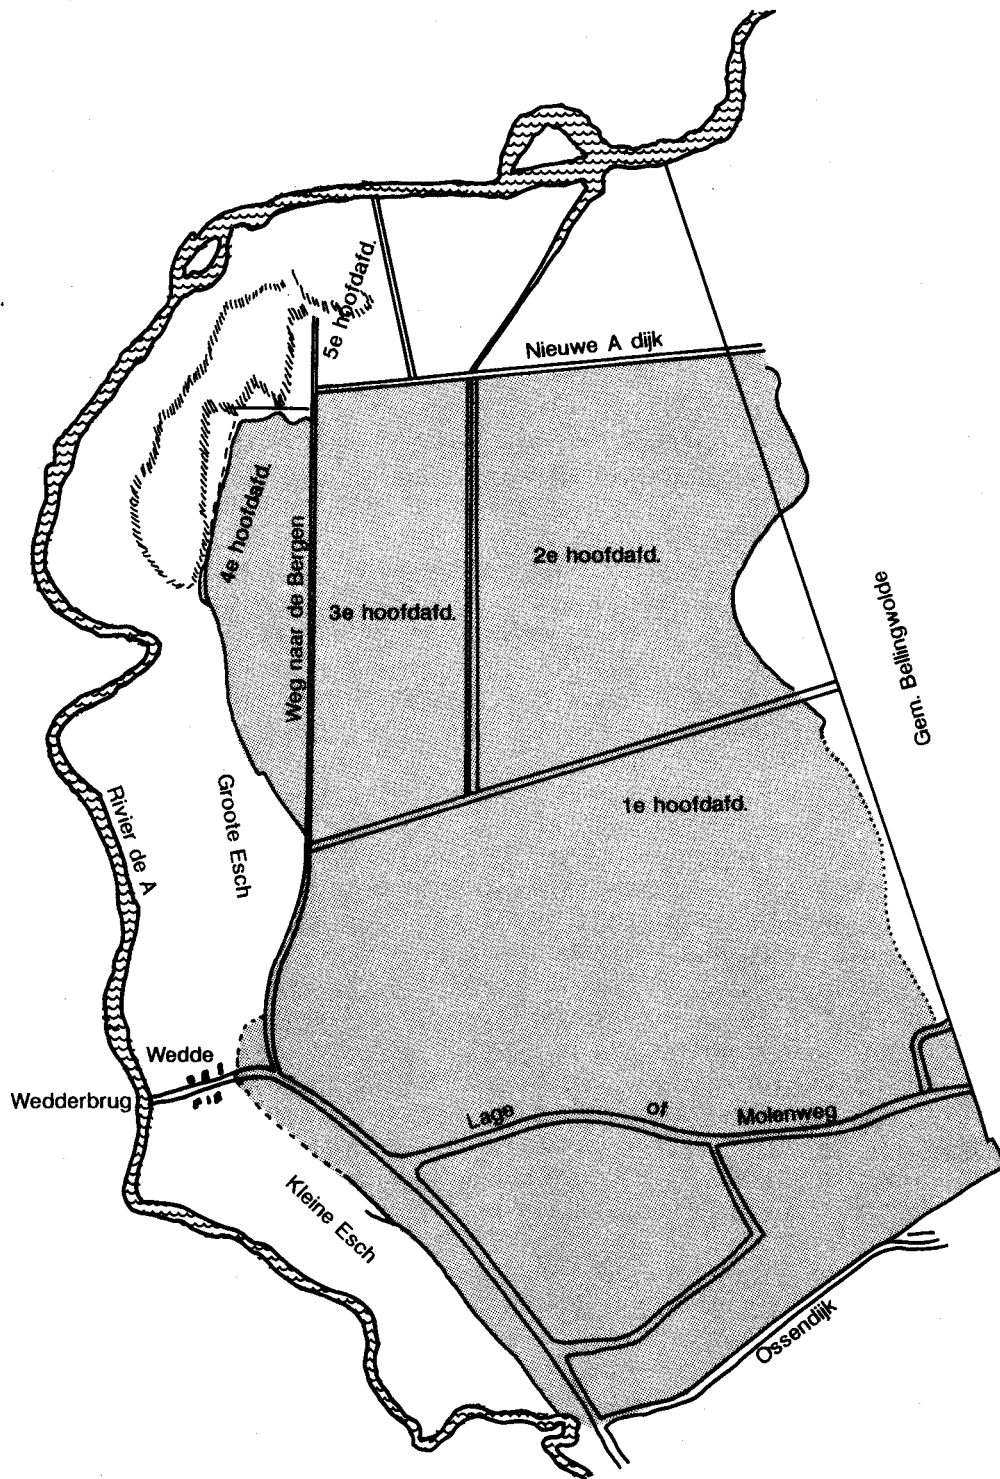 5e hoofdafd.
Nieuwe A dijk
4e hoofdafd.
Weg naar de Bergen
3e hoofdafd.
2e hoofdafd.
Gem. Bellingwolde
1e hoofdafd.
Groote Esch
Rivier de A
Wedde
Wedderbrug
Lage of Molenweg
Kleine Esch
Ossendijk